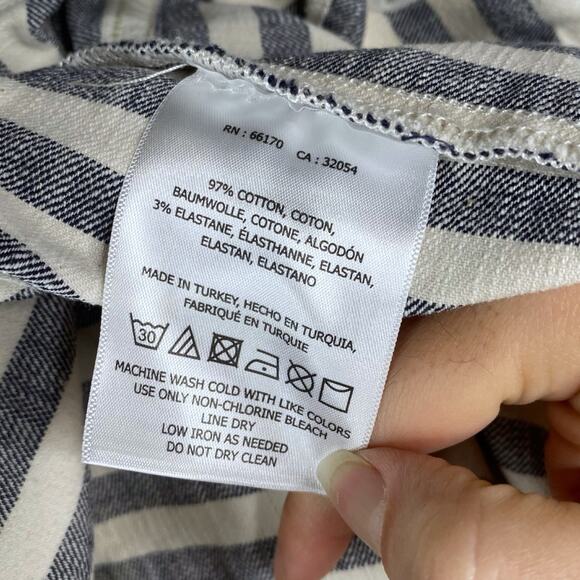 RN : 66170 CA : 32054
97% COTTON, COTON,
BAUMWOLLE, COTONE, ALGODÓN
3% ELASTANE, ÉLASTHANNE, ELASTAN,
ELASTAN, ELASTANO
MADE IN TURKEY, HECHO EN TURQUIA,
FABRIQUÉ EN TURQUIE
30
MACHINE WASH COLD WITH LIKE COLORS
USE ONLY NON-CHLORINE BLEACH
LINE DRY
LOW IRON AS NEEDED
DO NOT DRY CLEAN